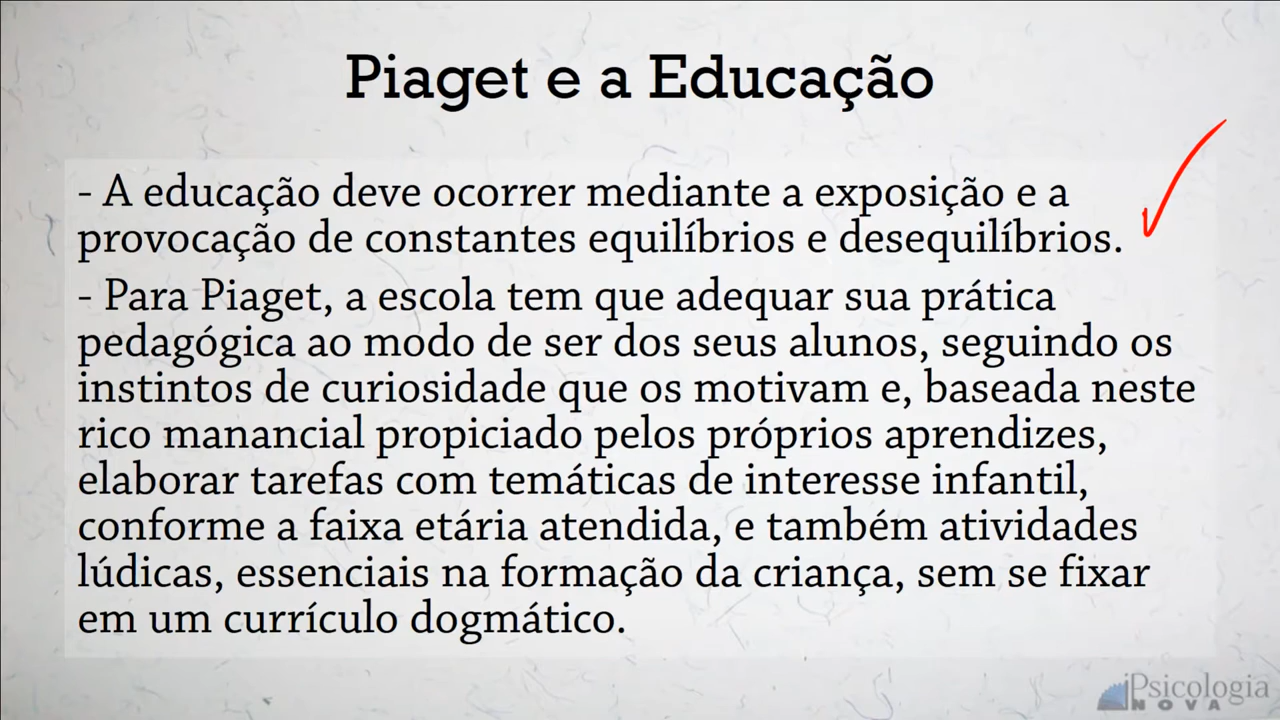 Piaget e a Educação
- A educação deve ocorrer mediante a exposição e a
provocação de constantes equilíbrios e desequilíbrios.
- Para Piaget, a escola tem que adequar sua prática
pedagógica ao modo de ser dos seus alunos, seguindo os
instintos de curiosidade que os motivam e, baseada neste
rico manancial propiciado pelos próprios aprendizes,
elaborar tarefas com temáticas de interesse infantil,
conforme a faixa etária atendida, e também atividades
lúdicas, essenciais na formação da criança, sem se fixar
em um currículo dogmático.
Psicologia
NOVA